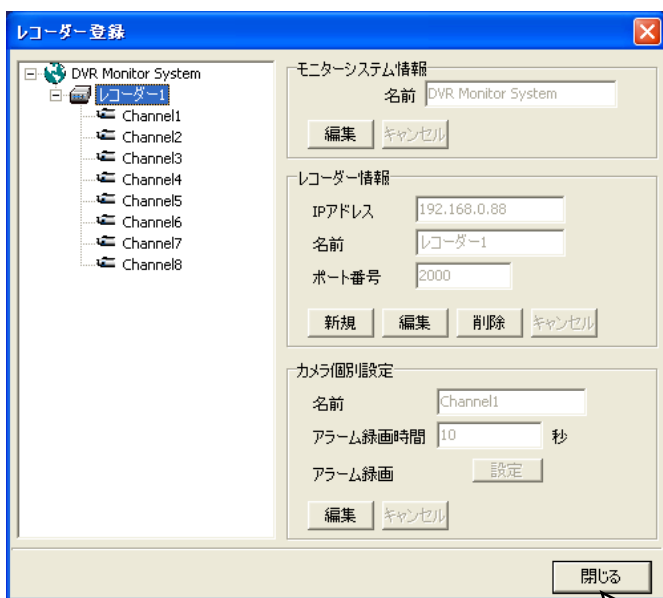 レコーダー登録
DVR Monitor System
レコーダー1
Channel1
Channel2
Channel3
Channel4
Channel5
Channel6
Channel7
Channel8
モニターシステム情報
名前 DVR Monitor System
編集 キャンセル
レコーダー情報
IPアドレス 192.168.0.88
名前 レコーダー1
ポート番号 2000
新規 編集 削除 キャンセル
カメラ個別設定
名前 Channel1
アラーム録画時間 10 秒
アラーム録画 設定
編集 キャンセル
閉じる